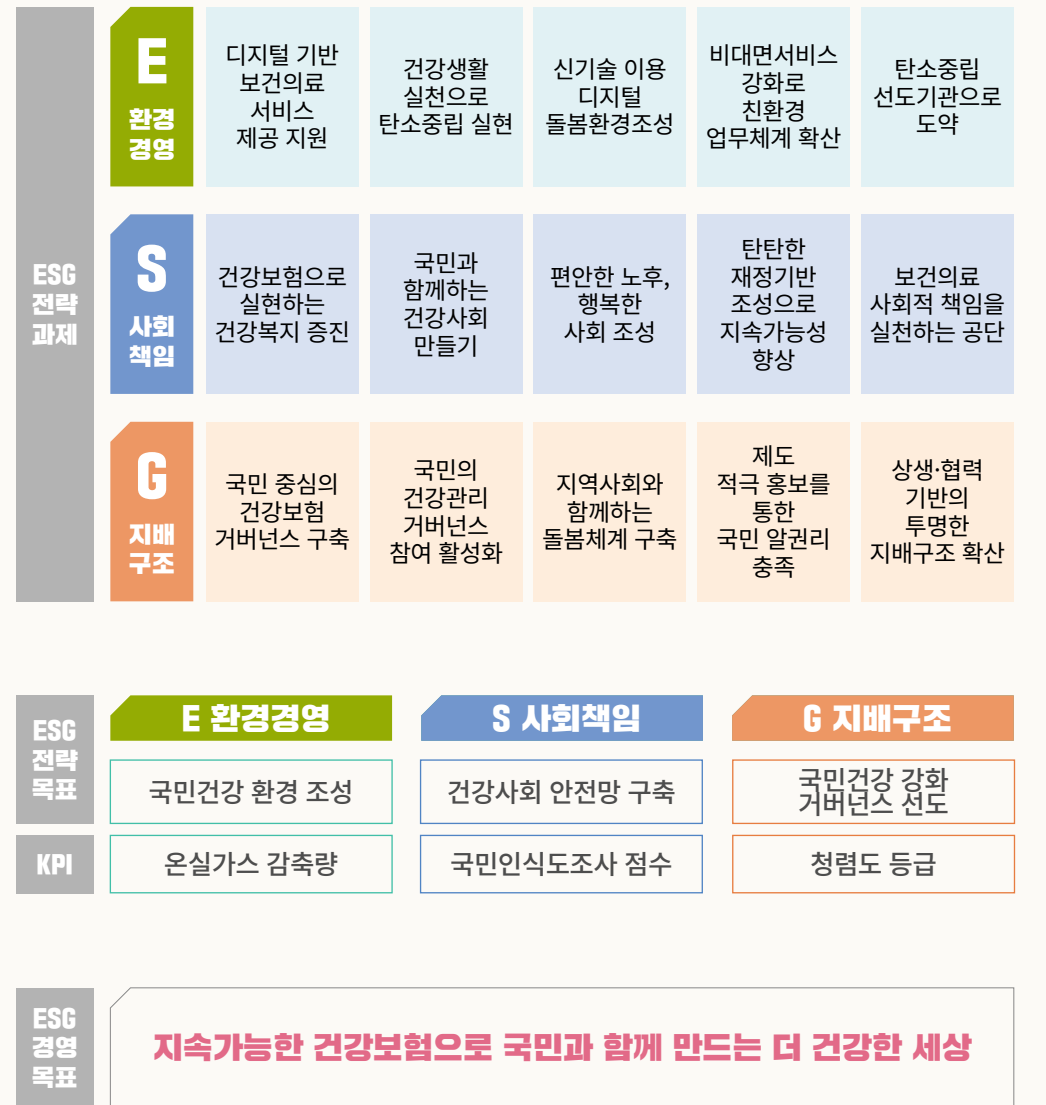 ESG
전략
과제
E
환경
경영
디지털 기반
보건의료
서비스
제공 지원
건강생활
실천으로
탄소중립 실현
신기술 이용
디지털
돌봄환경조성
비대면서비스
강화로
친환경
업무체계 확산
탄소중립
선도기관으로
도약
S
사회
책임
건강보험으로
실현하는
건강복지 증진
국민과
함께하는
건강사회
만들기
편안한 노후,
행복한
사회 조성
탄탄한
재정기반
조성으로
지속가능성
향상
보건의료
사회적 책임을
실천하는 공단
G
지배
구조
국민 중심의
건강보험
거버넌스 구축
국민의
건강관리
거버넌스
참여 활성화
지역사회와
함께하는
돌봄체계 구축
제도
적극 홍보를
통한
국민 알권리
충족
상생·협력
기반의
투명한
지배구조 확산
ESG
전략
목표
E 환경경영
S 사회책임
G 지배구조
국민건강 환경 조성
건강사회 안전망 구축
국민건강 강화
거버넌스 선도
KPI
온실가스 감축량
국민인식도조사 점수
청렴도 등급
ESG
경영
목표
지속가능한 건강보험으로 국민과 함께 만드는 더 건강한 세상